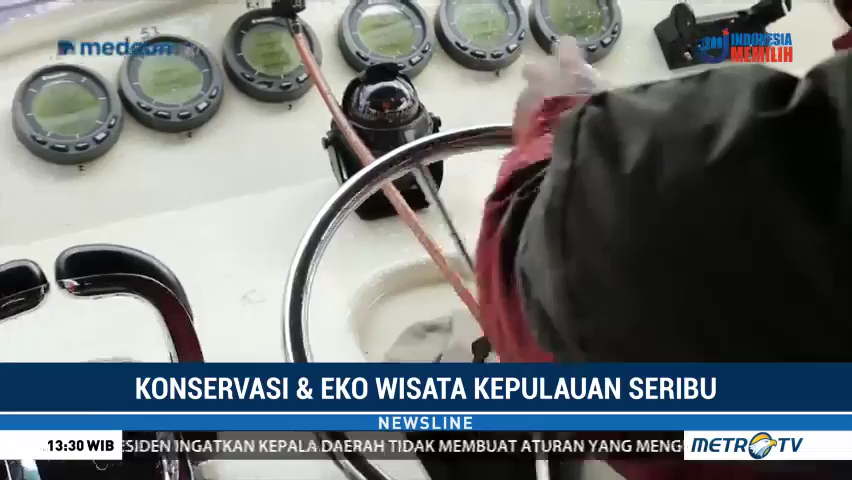 medcom
INDONESIA
MEMILIH
KONSERVASI & EKO WISATA KEPULAUAN SERIBU
NEWSLINE
13:30 WIB
ESIDEN INGATKAN KEPALA DAERAH TIDAK MEMBUAT ATURAN YANG MENG
METRO TV